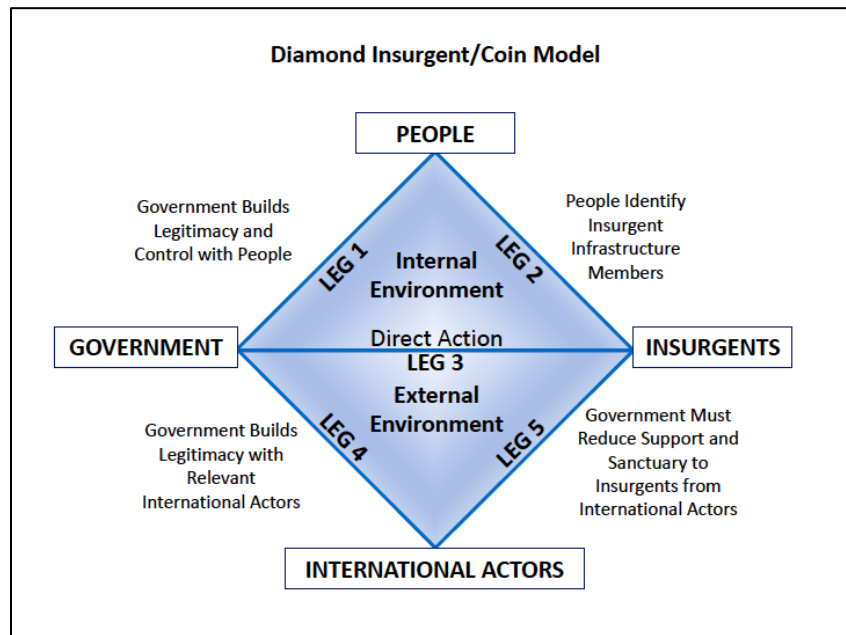 Diamond Insurgent/Coin Model
PEOPLE
Government Builds
Legitimacy and
Control with People
LEG 1
Internal
Environment
LEG 2
People Identify
Insurgent
Infrastructure
Members
GOVERNMENT
Direct Action
LEG 3
INSURGENTS
External
Environment
Government Builds
Legitimacy with
Relevant
International Actors
LEG 4
LEG 5
Government Must
Reduce Support and
Sanctuary to
Insurgents from
International Actors
INTERNATIONAL ACTORS